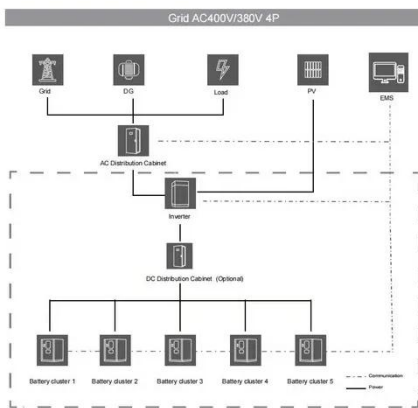 Grid AC400V/380V 4P
Grid
DG
Load
PV
EMS
AC Distribution Cabinet
Inverter
DC Distribution Cabinet (Optional)
Battery cluster 1
Battery cluster 2
Battery cluster 3
Battery cluster 4
Battery cluster 5
Communication
Power